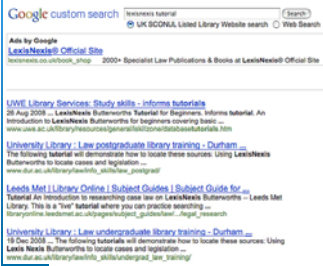 Google custom search lexisnexis tutorial Search
UK SCONUL Listed Library Website search Web Search
Ads by Google
LexisNexis® Official Site
lexisnexis.co.uk/book_shop 2000+ Specialist Law Publications & Books at LexisNexis® Official Site
UWE Library Services: Study skills - informs tutorials
28 Aug 2008 ... LexisNexis Butterworths Tutorial for Beginners. Informs tutorial. An
Introduction to LexisNexis Butterworths for beginners covering basic ...
www.uwe.ac.uk/library/resources/general/iskillzone/databasetutorials.htm
University Library : Law postgraduate library training - Durham ...
The following tutorial will demonstrate how to locate these sources. Using LexisNexis
Butterworths to locate cases and legislation ...
www.dur.ac.uk/library/law/info_skills/law_postgrad/
Leeds Met | Library Online | Subject Guides | Subject Guide for ...
Tutorial An introduction to researching case law on LexisNexis Butterworths -- Leeds Met
Library. This is a "live" tutorial where you can practice searching ...
libraryonline.leedsmet.ac.uk/pages/subject_guides/law/.../legal_research
University Library : Law undergraduate library training - Durham ...
19 Dec 2008 ... The following tutorials will demonstrate how to locate these sources: Using
Lexis Nexis Butterworths to locate cases and legislation ...
www.dur.ac.uk/library/law/info_skills/undergrad_law_training/